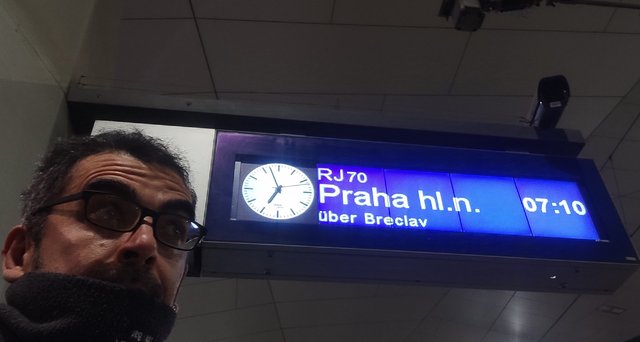 RJ70
Praha hl.n.
07:10
über Breclav